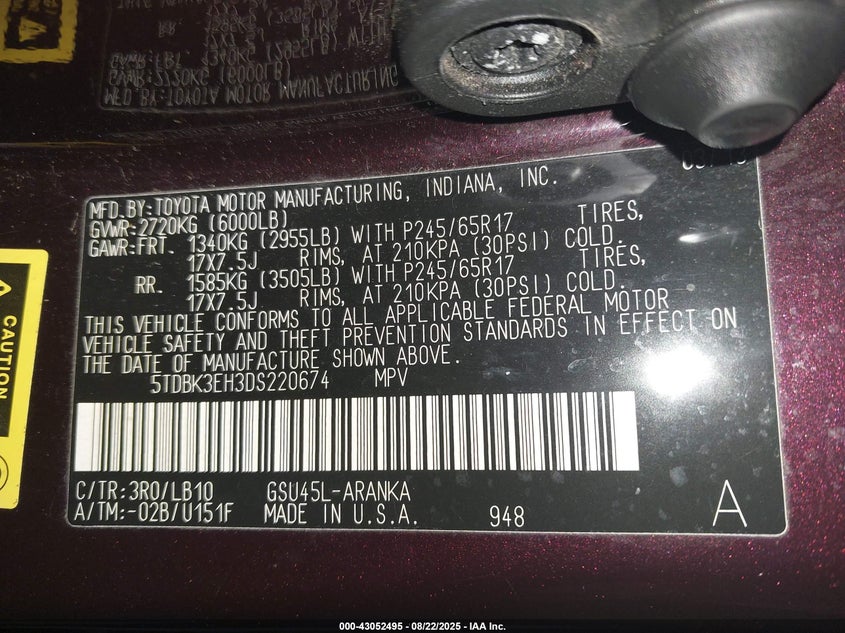 MFD.BY:TOYOTA MOTOR MANUFACTURING, INDIANA, INC.
GVWR:2720KG (6000LB)
GAWR:FRT. 1340KG (2955LB) WITH P245/65R17 TIRES,
17X7.5J RIMS, AT 210KPA (30PSI) COLD.
RR. 1585KG (3505LB) WITH P245/65R17 TIRES,
17X7.5J RIMS, AT 210KPA (30PSI) COLD.
THIS VEHICLE CONFORMS TO ALL APPLICABLE FEDERAL MOTOR
VEHICLE SAFETY AND THEFT PREVENTION STANDARDS IN EFFECT ON
THE DATE OF MANUFACTURE SHOWN ABOVE.
5TDBK3EH3DS220674 MPV
C/TR:3R0/LB10 GSU45L-ARANKA
A/TM:-02B/U151F MADE IN U.S.A. 948 A
CAUTION
000-43052495 - 08/22/2025 - IAA Inc.